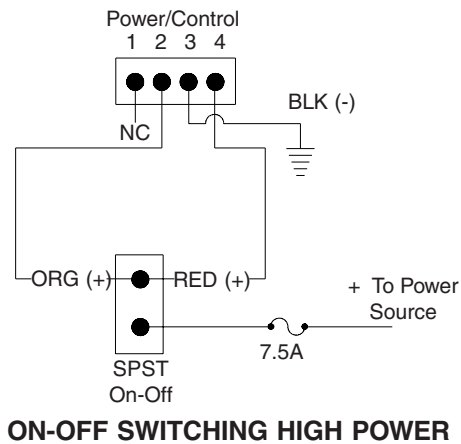 Power/Control
1 2 3 4
BLK (-)
NC
ORG (+)
RED (+)
+ To Power
Source
7.5A
SPST
On-Off
ON-OFF SWITCHING HIGH POWER